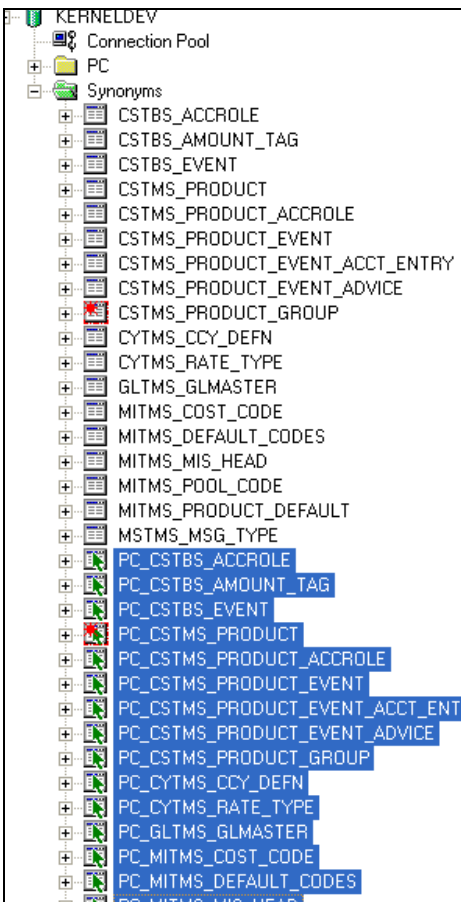 KERNELDEV
Connection Pool
PC
Synonyms
CSTBS_ACCROLE
CSTBS_AMOUNT_TAG
CSTBS_EVENT
CSTMS_PRODUCT
CSTMS_PRODUCT_ACCROLE
CSTMS_PRODUCT_EVENT
CSTMS_PRODUCT_EVENT_ACCT_ENTRY
CSTMS_PRODUCT_EVENT_ADVICE
CSTMS_PRODUCT_GROUP
CYTMS_CCY_DEFN
CYTMS_RATE_TYPE
GLTMS_GLMASTER
MITMS_COST_CODE
MITMS_DEFAULT_CODES
MITMS_MIS_HEAD
MITMS_POOL_CODE
MITMS_PRODUCT_DEFAULT
MSTMS_MSG_TYPE
PC_CSTBS_ACCROLE
PC_CSTBS_AMOUNT_TAG
PC_CSTBS_EVENT
PC_CSTMS_PRODUCT
PC_CSTMS_PRODUCT_ACCROLE
PC_CSTMS_PRODUCT_EVENT
PC_CSTMS_PRODUCT_EVENT_ACCT_ENT
PC_CSTMS_PRODUCT_EVENT_ADVICE
PC_CSTMS_PRODUCT_GROUP
PC_CYTMS_CCY_DEFN
PC_CYTMS_RATE_TYPE
PC_GLTMS_GLMASTER
PC_MITMS_COST_CODE
PC_MITMS_DEFAULT_CODES
PC_MITMS_MIS_HEAD